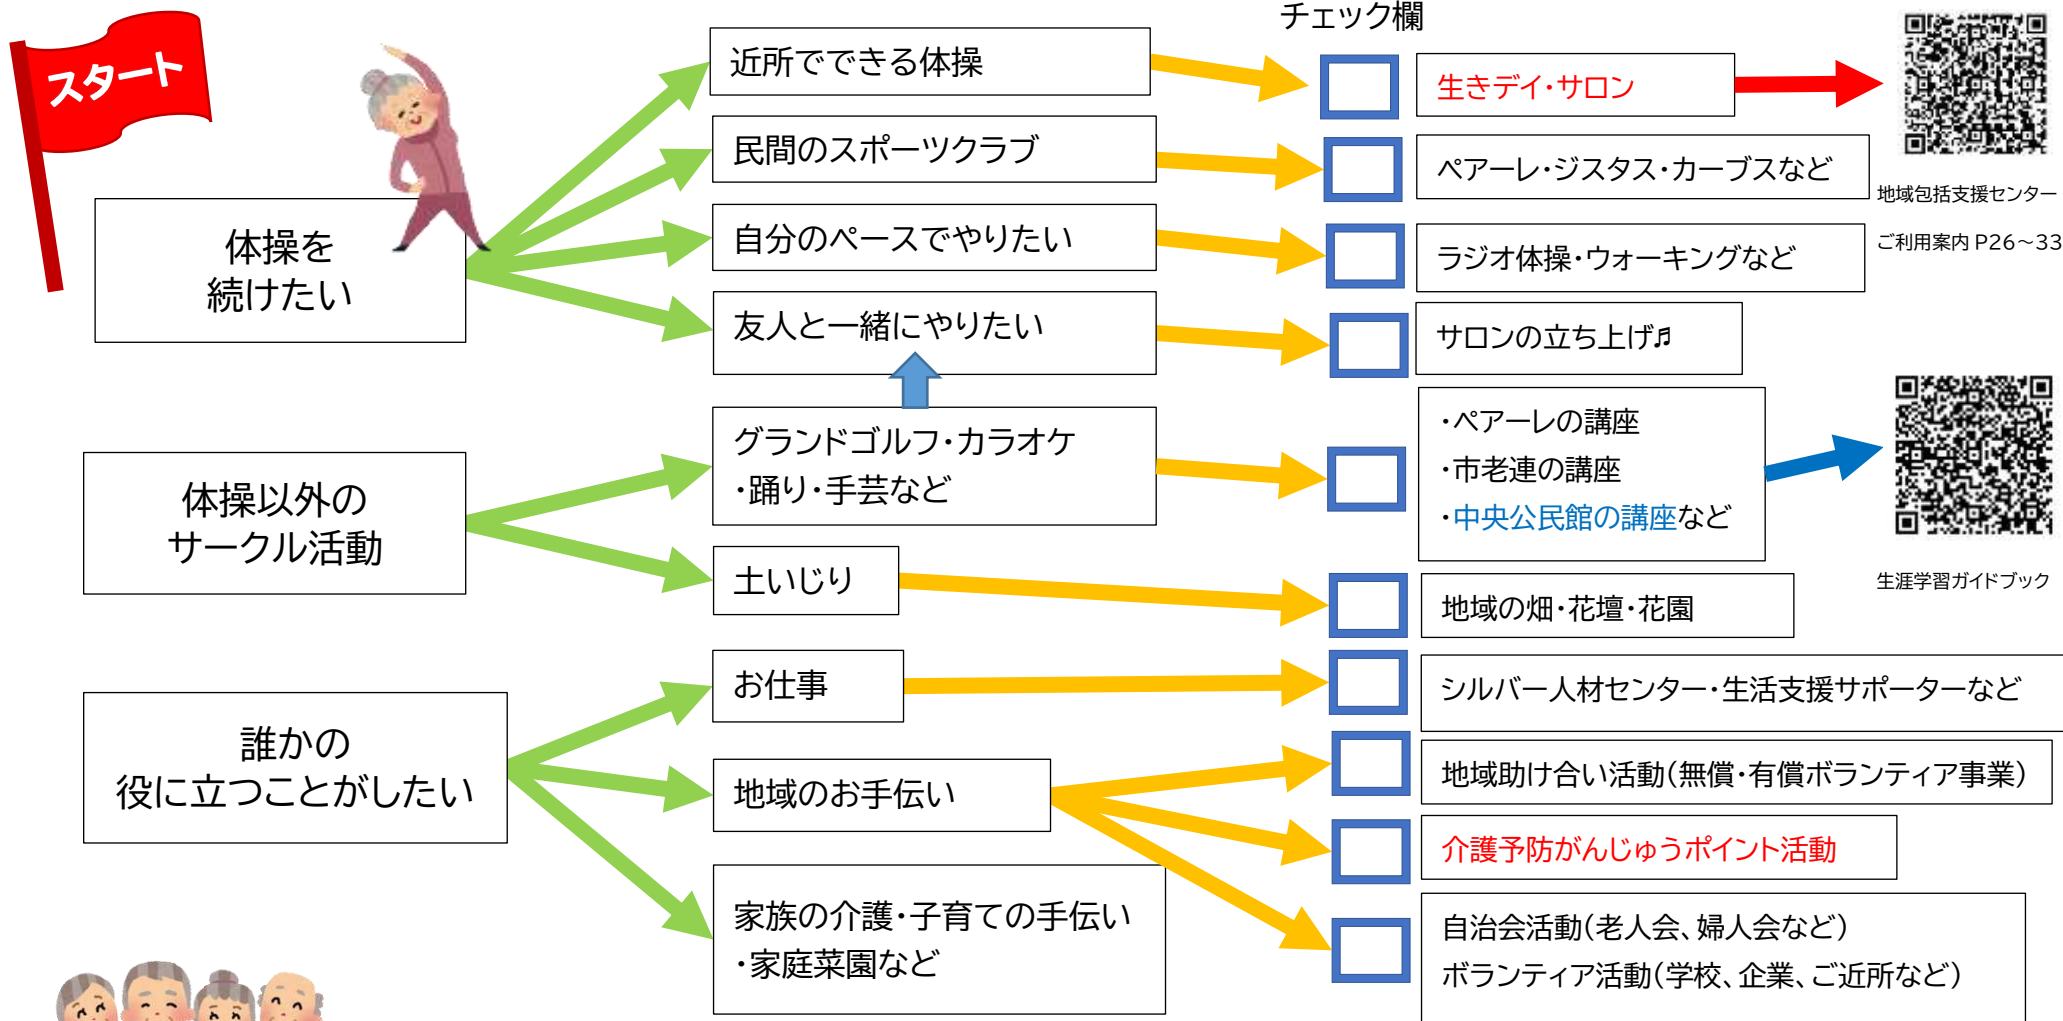 スタート
チェック欄
体操を
続けたい
近所でできる体操
生きデイ・サロン
民間のスポーツクラブ
ペアーレ・ジスタス・カーブスなど
自分のペースでやりたい
ラジオ体操・ウォーキングなど
友人と一緒にやりたい
サロンの立ち上げ♬
地域包括支援センター
ご利用案内 P26～33
体操以外の
サークル活動
グランドゴルフ・カラオケ
・踊り・手芸など
・ペアーレの講座
・市老連の講座
・中央公民館の講座など
生涯学習ガイドブック
土いじり
地域の畑・花壇・花園
誰かの
役に立つことがしたい
お仕事
シルバー人材センター・生活支援サポーターなど
地域のお手伝い
地域助け合い活動(無償・有償ボランティア事業)
介護予防がんじゅうポイント活動
自治会活動(老人会、婦人会など)
ボランティア活動(学校、企業、ご近所など)
家族の介護・子育ての手伝い
・家庭菜園など